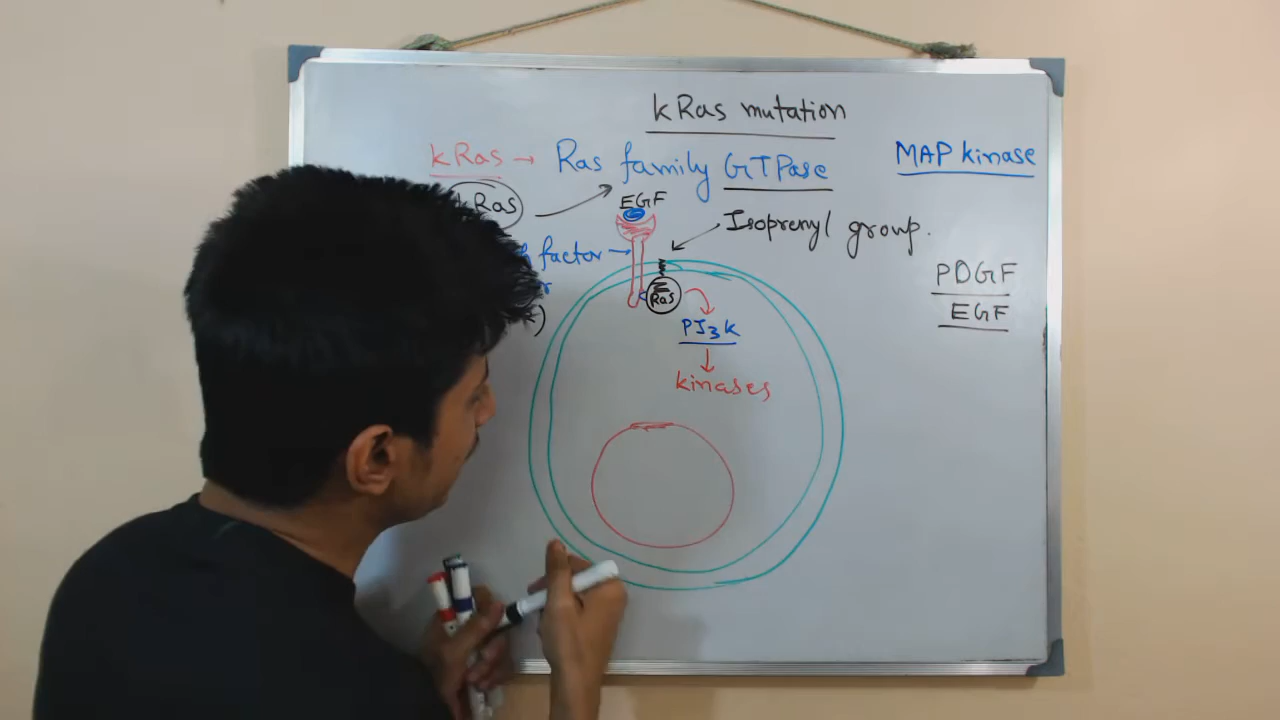 kRas mutation
kRas → Ras family GTPase
MAP kinase
Ras
EGF
Isoprenyl group.
factor
PDGF
EGF
Ras
PI3K
kinases